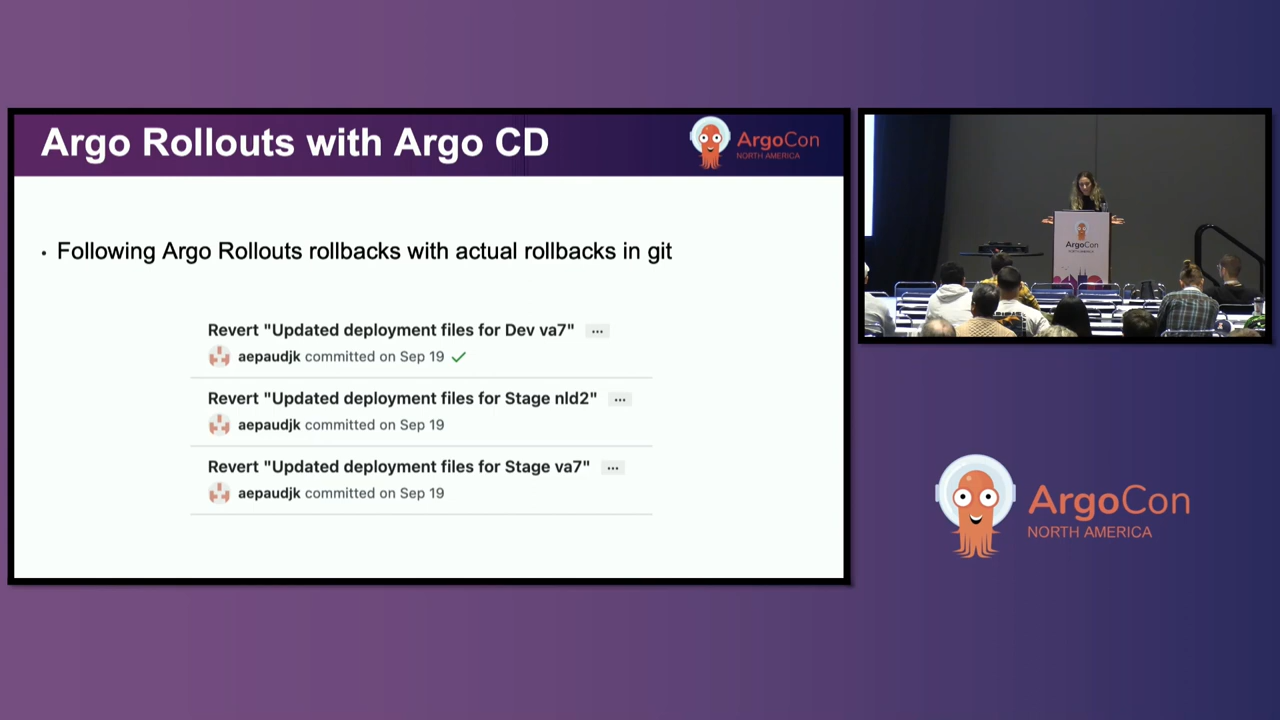 Argo Rollouts with Argo CD
ArgoCon
NORTH AMERICA
· Following Argo Rollouts rollbacks with actual rollbacks in git
Revert "Updated deployment files for Dev va7" ...
aepaudjk committed on Sep 19
Revert "Updated deployment files for Stage nld2" ...
aepaudjk committed on Sep 19
Revert "Updated deployment files for Stage va7" ...
aepaudjk committed on Sep 19
ArgoCon
ArgoCon
NORTH AMERICA